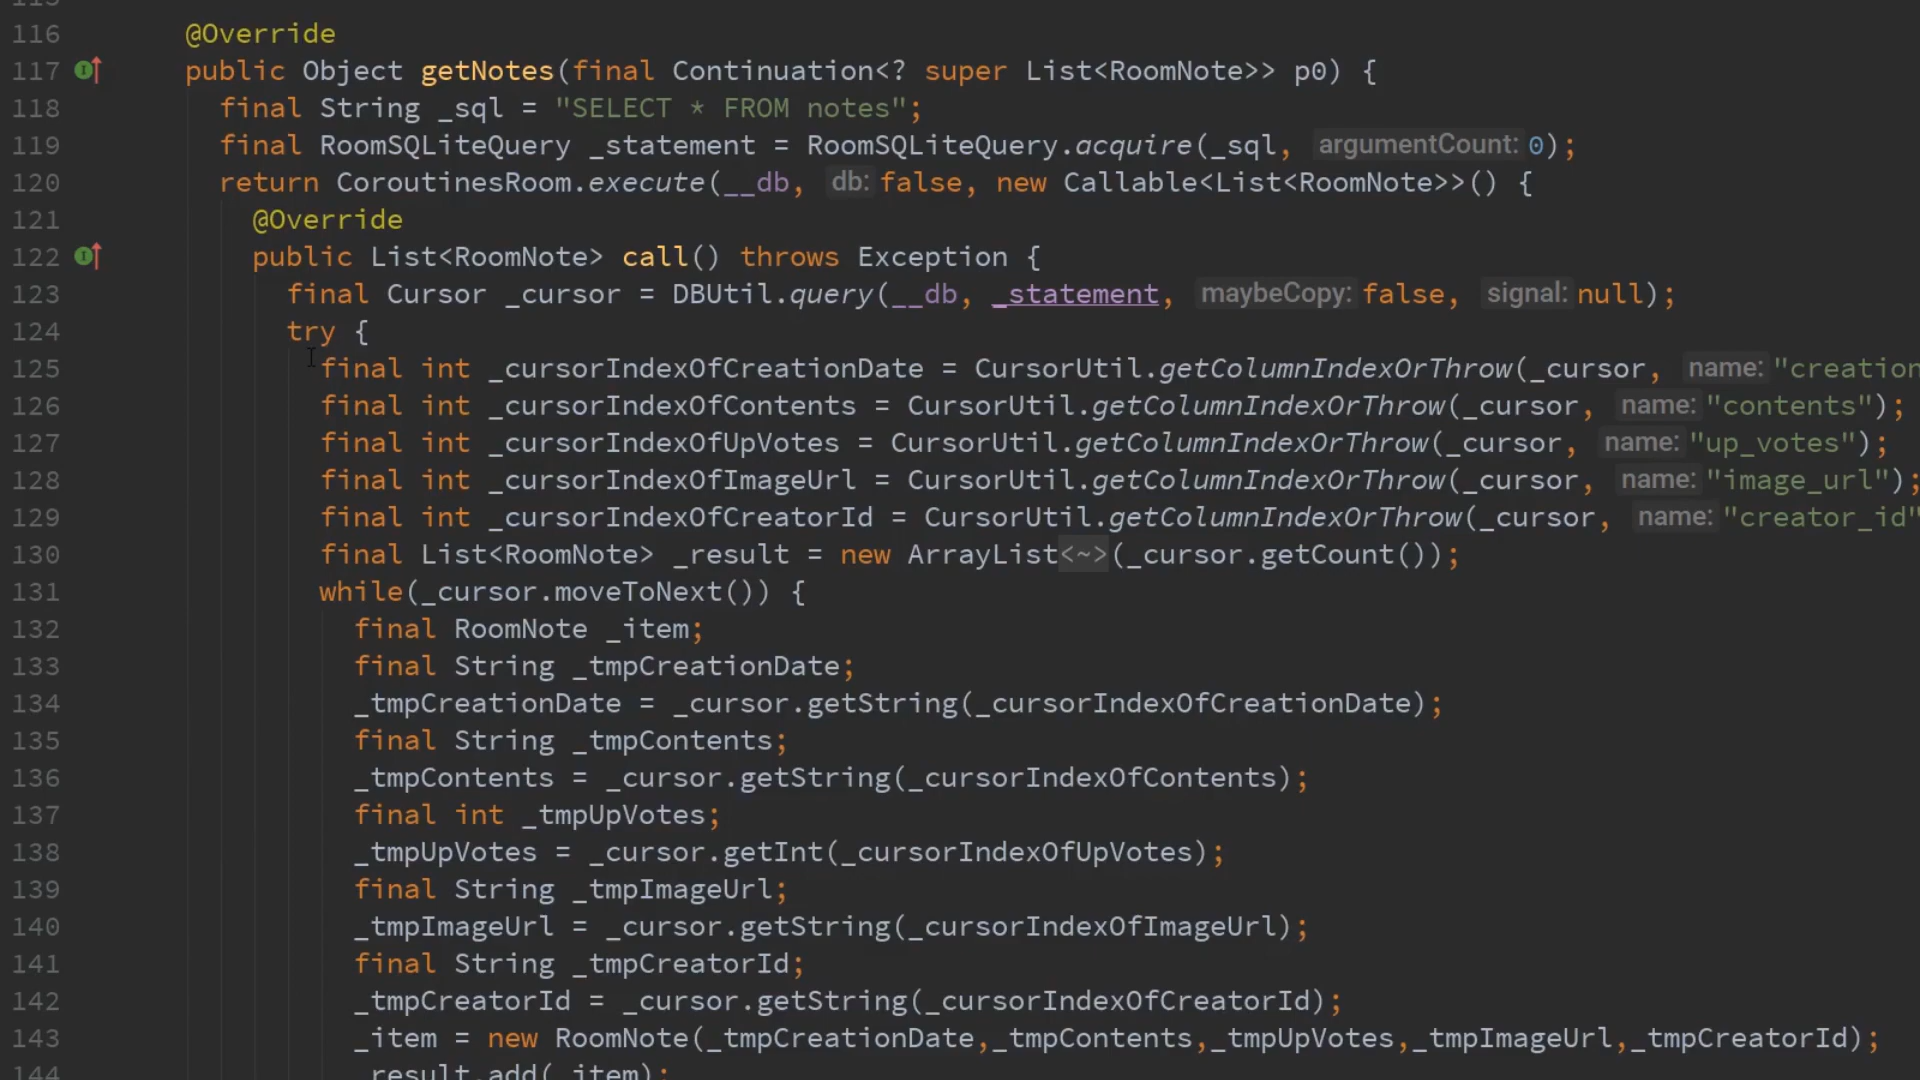 115
116 @Override
117 public Object getNotes(final Continuation<? super List<RoomNote>> p0) {
118 final String _sql = "SELECT * FROM notes";
119 final RoomSQLiteQuery _statement = RoomSQLiteQuery.acquire(_sql, argumentCount: 0);
120 return CoroutinesRoom.execute(__db, db: false, new Callable<List<RoomNote>>() {
121 @Override
122 public List<RoomNote> call() throws Exception {
123 final Cursor _cursor = DBUtil.query(__db, _statement, maybeCopy: false, signal: null);
124 try {
125 final int _cursorIndexOfCreationDate = CursorUtil.getColumnIndexOrThrow(_cursor, name: "creation
126 final int _cursorIndexOfContents = CursorUtil.getColumnIndexOrThrow(_cursor, name: "contents");
127 final int _cursorIndexOfUpVotes = CursorUtil.getColumnIndexOrThrow(_cursor, name: "up_votes");
128 final int _cursorIndexOfImageUrl = CursorUtil.getColumnIndexOrThrow(_cursor, name: "image_url");
129 final int _cursorIndexOfCreatorId = CursorUtil.getColumnIndexOrThrow(_cursor, name: "creator_id"
130 final List<RoomNote> _result = new ArrayList<~>(_cursor.getCount());
131 while(_cursor.moveToNext()) {
132 final RoomNote _item;
133 final String _tmpCreationDate;
134 _tmpCreationDate = _cursor.getString(_cursorIndexOfCreationDate);
135 final String _tmpContents;
136 _tmpContents = _cursor.getString(_cursorIndexOfContents);
137 final int _tmpUpVotes;
138 _tmpUpVotes = _cursor.getInt(_cursorIndexOfUpVotes);
139 final String _tmpImageUrl;
140 _tmpImageUrl = _cursor.getString(_cursorIndexOfImageUrl);
141 final String _tmpCreatorId;
142 _tmpCreatorId = _cursor.getString(_cursorIndexOfCreatorId);
143 _item = new RoomNote(_tmpCreationDate,_tmpContents,_tmpUpVotes,_tmpImageUrl,_tmpCreatorId);
144 _result.add(_item);